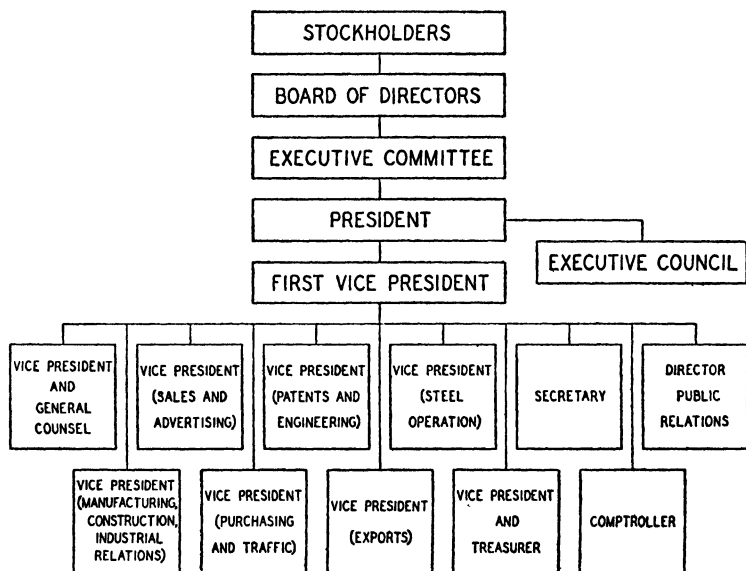 STOCKHOLDERS
BOARD OF DIRECTORS
EXECUTIVE COMMITTEE
PRESIDENT
EXECUTIVE COUNCIL
FIRST VICE PRESIDENT
VICE PRESIDENT
AND
GENERAL
COUNSEL
VICE PRESIDENT
(SALES AND
ADVERTISING)
VICE PRESIDENT
(PATENTS AND
ENGINEERING)
VICE PRESIDENT
(STEEL
OPERATION)
SECRETARY
DIRECTOR
PUBLIC
RELATIONS
VICE PRESIDENT
(MANUFACTURING,
CONSTRUCTION,
INDUSTRIAL
RELATIONS)
VICE PRESIDENT
(PURCHASING
AND TRAFFIC)
VICE PRESIDENT
(EXPORTS)
VICE PRESIDENT
AND
TREASURER
COMPTROLLER